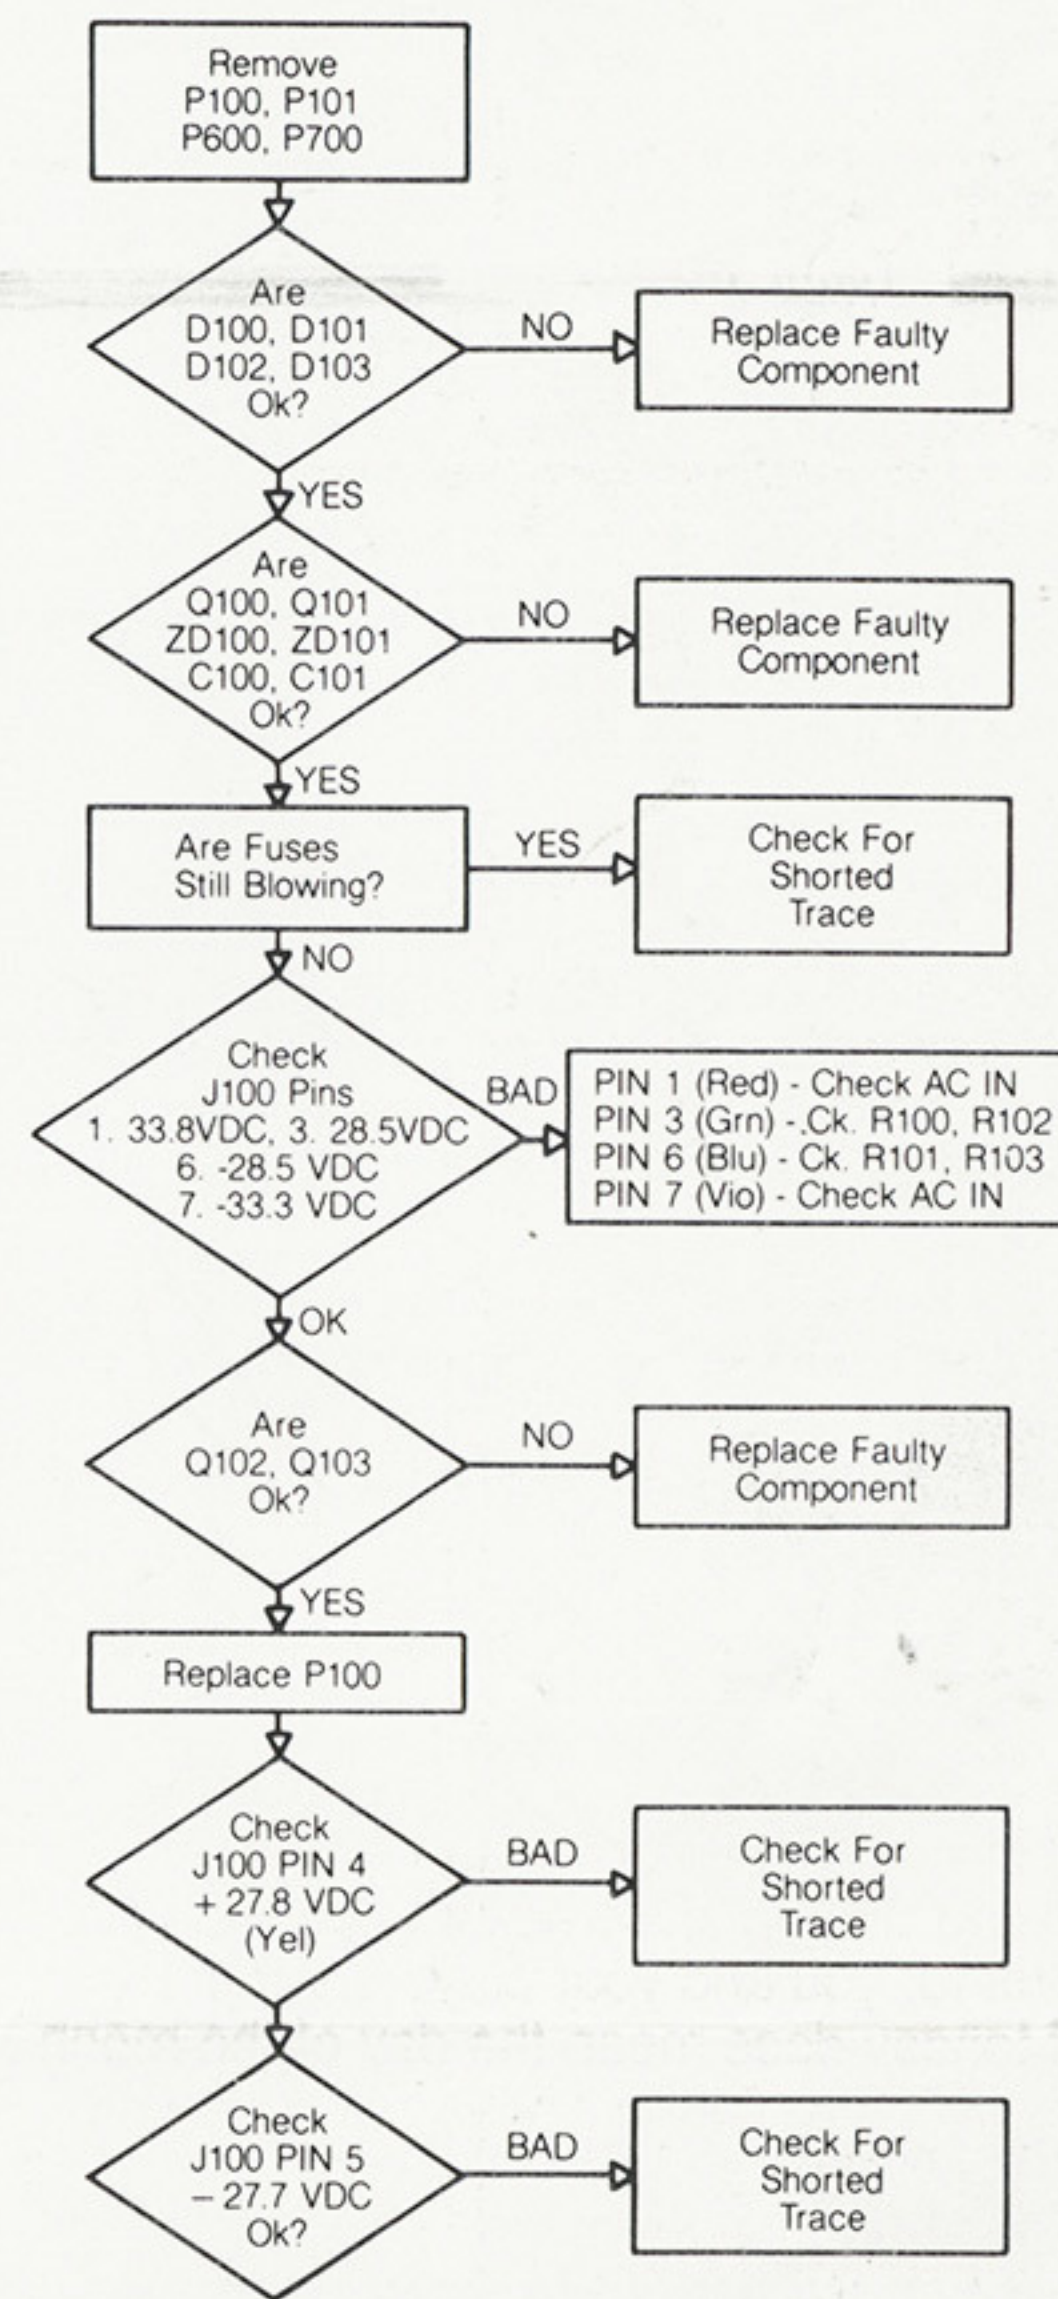 Remove
P100, P101
P600, P700
Are
D100, D101
D102, D103
Ok?
NO
Replace Faulty
Component
YES
Are
Q100, Q101
ZD100, ZD101
C100, C101
Ok?
NO
Replace Faulty
Component
YES
Are Fuses
Still Blowing?
YES
Check For
Shorted
Trace
NO
Check
J100 Pins
1. 33.8VDC, 3. 28.5VDC
6. -28.5 VDC
7. -33.3 VDC
BAD
PIN 1 (Red) - Check AC IN
PIN 3 (Grn) - Ck. R100, R102
PIN 6 (Blu) - Ck. R101, R103
PIN 7 (Vio) - Check AC IN
OK
Are
Q102, Q103
Ok?
NO
Replace Faulty
Component
YES
Replace P100
Check
J100 PIN 4
+ 27.8 VDC
(Yel)
BAD
Check For
Shorted
Trace
Check
J100 PIN 5
– 27.7 VDC
Ok?
BAD
Check For
Shorted
Trace